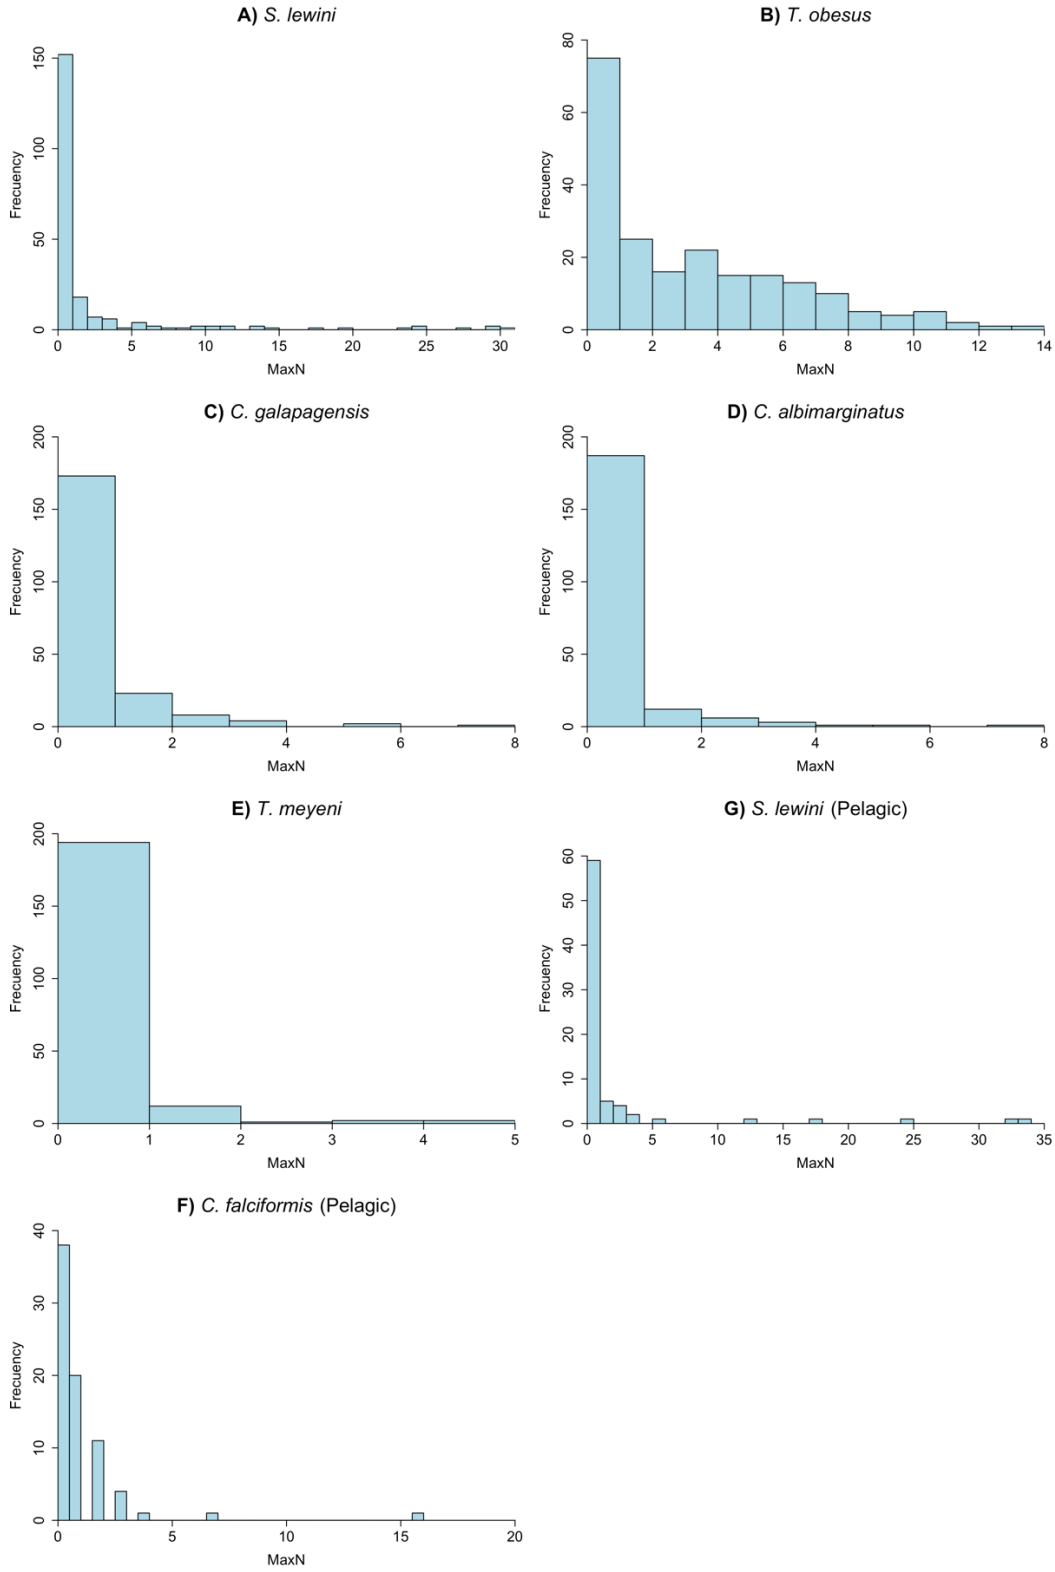 A) S. lewini
150
100
50
0
Frecuency
0 5 10 15 20 25 30
MaxN
B) T. obesus
80
60
40
20
0
Frecuency
0 2 4 6 8 10 12 14
MaxN
C) C. galapagensis
200
150
100
50
0
Frecuency
0 2 4 6 8
MaxN
D) C. albimarginatus
200
150
100
50
0
Frecuency
0 2 4 6 8
MaxN
E) T. meyeni
200
150
100
50
0
Frecuency
0 1 2 3 4 5
MaxN
G) S. lewini (Pelagic)
60
50
40
30
20
10
0
Frecuency
0 5 10 15 20 25 30 35
MaxN
F) C. falciformis (Pelagic)
40
30
20
10
0
Frecuency
0 5 10 15 20
MaxN